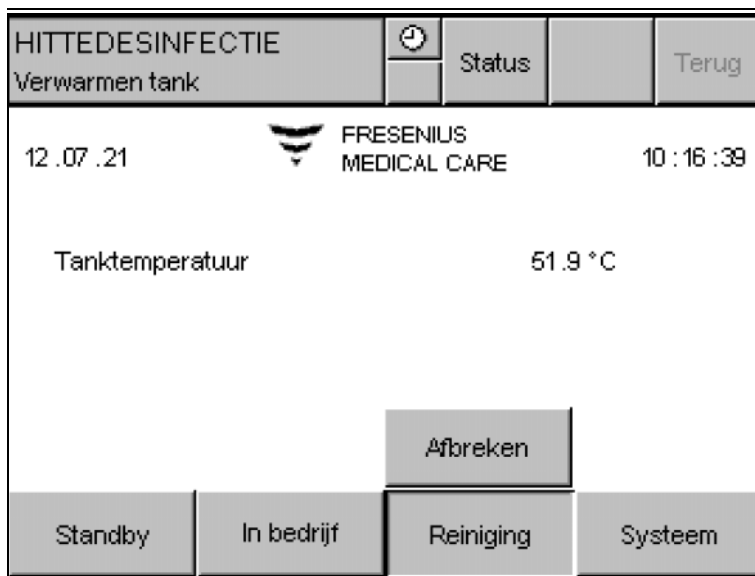 HITTEDESINFECTIE
Verwarmen tank
Status
Terug
12.07.21
FRESENIUS
MEDICAL CARE
10:16:39
Tanktemperatuur 51.9 °C
Afbreken
Standby
In bedrijf
Reiniging
Systeem